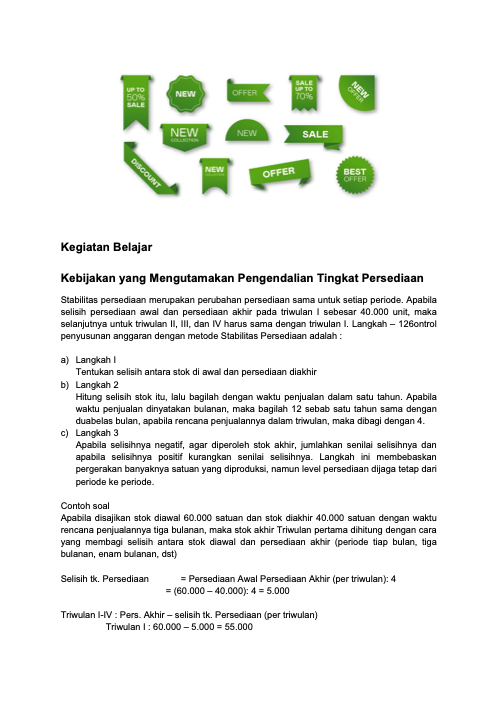 UP TO
50%
SALE
NEW
OFFER
SALE
UP TO
70%
NEW
OFFER
NEW
COLLECTION
NEW
SALE
DISCOUNT
NEW
OFFER
BEST
OFFER
Kegiatan Belajar
Kebijakan yang Mengutamakan Pengendalian Tingkat Persediaan
Stabilitas persediaan merupakan perubahan persediaan sama untuk setiap periode. Apabila
selisih persediaan awal dan persediaan akhir pada triwulan I sebesar 40.000 unit, maka
selanjutnya untuk triwulan II, III, dan IV harus sama dengan triwulan I. Langkah – 126ontrol
penyusunan anggaran dengan metode Stabilitas Persediaan adalah :
a) Langkah I
Tentukan selisih antara stok di awal dan persediaan diakhir
b) Langkah 2
Hitung selisih stok itu, lalu bagilah dengan waktu penjualan dalam satu tahun. Apabila
waktu penjualan dinyatakan bulanan, maka bagilah 12 sebab satu tahun sama dengan
duabelas bulan, apabila rencana penjualannya dalam triwulan, maka dibagi dengan 4.
c) Langkah 3
Apabila selisihnya negatif, agar diperoleh stok akhir, jumlahkan senilai selisihnya dan
apabila selisihnya positif kurangkan senilai selisihnya. Langkah ini membebaskan
pergerakan banyaknya satuan yang diproduksi, namun level persediaan dijaga tetap dari
periode ke periode.
Contoh soal
Apabila disajikan stok diawal 60.000 satuan dan stok diakhir 40.000 satuan dengan waktu
rencana penjualannya tiga bulanan, maka stok akhir Triwulan pertama dihitung dengan cara
yang membagi selisih antara stok diawal dan persediaan akhir (periode tiap bulan, tiga
bulanan, enam bulanan, dst)
Selisih tk. Persediaan = Persediaan Awal Persediaan Akhir (per triwulan): 4
= (60.000 – 40.000): 4 = 5.000
Triwulan I-IV : Pers. Akhir – selisih tk. Persediaan (per triwulan)
Triwulan I : 60.000 – 5.000 = 55.000